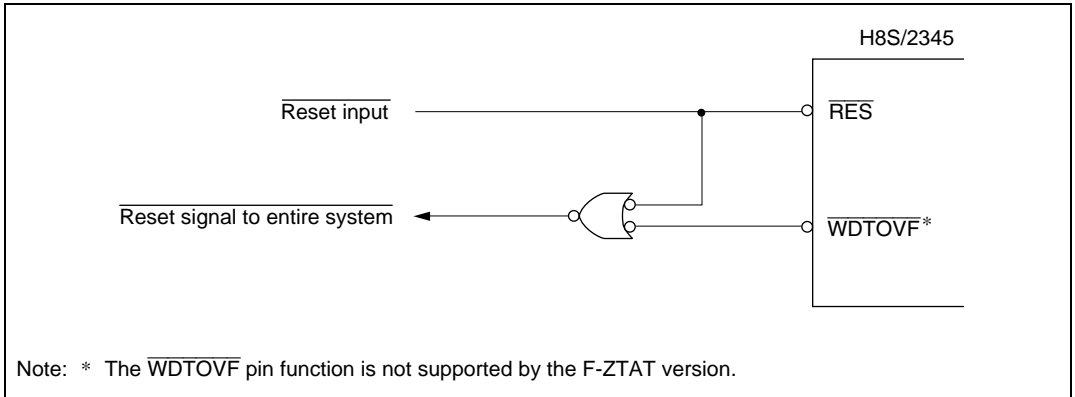 H8S/2345
Reset input
RES
Reset signal to entire system
WDTOVF*
Note: * The WDTOVF pin function is not supported by the F-ZTAT version.